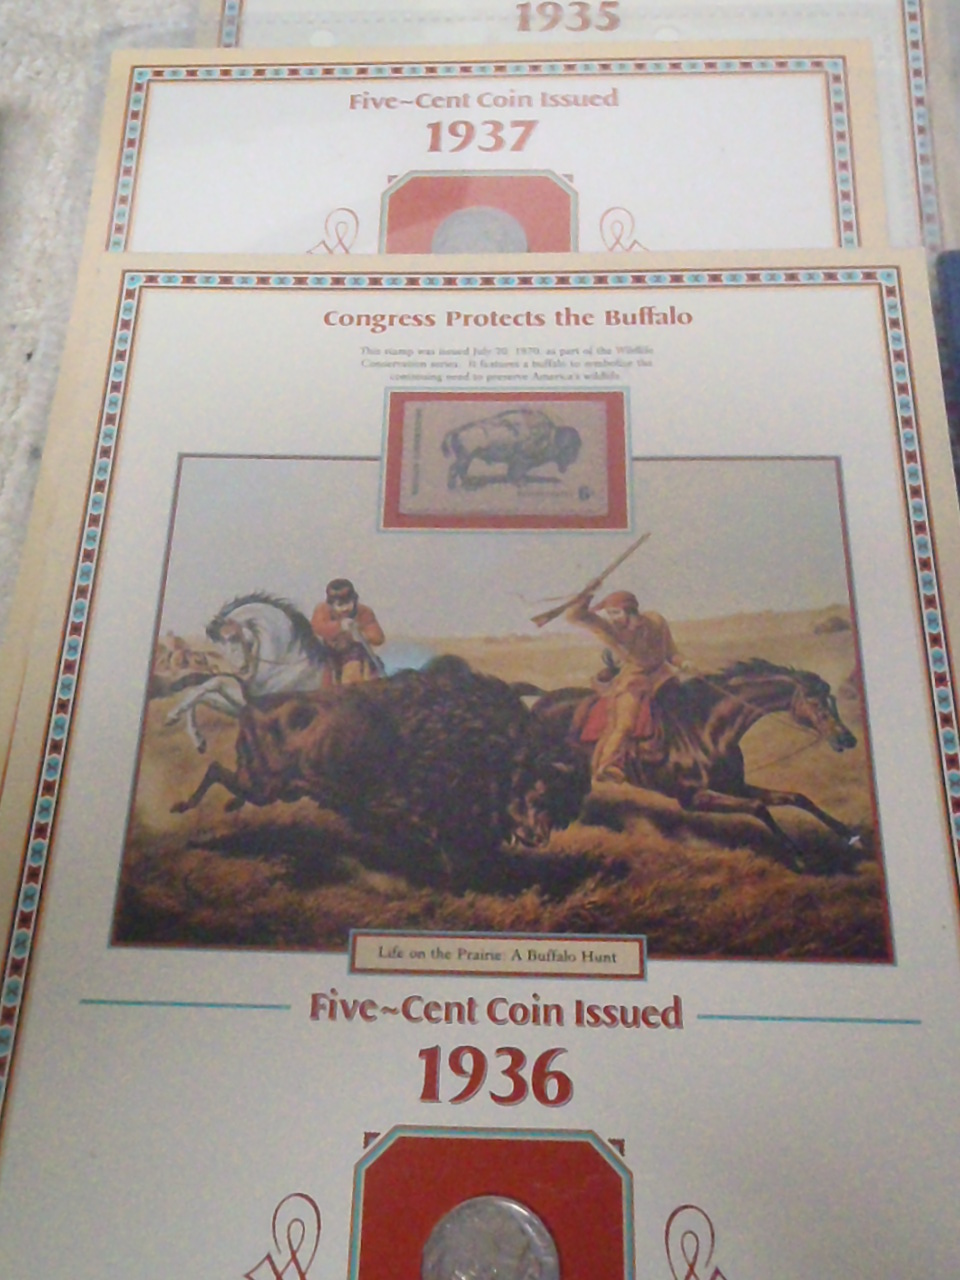 1935
Five~Cent Coin Issued
1937
Congress Protects the Buffalo
This stamp was issued July 20, 1970, as part of the Wildlife
Conservation series. It features a buffalo to symbolize the
continuing need to preserve America's wildlife.
6
Life on the Prairie: A Buffalo Hunt
Five~Cent Coin Issued
1936